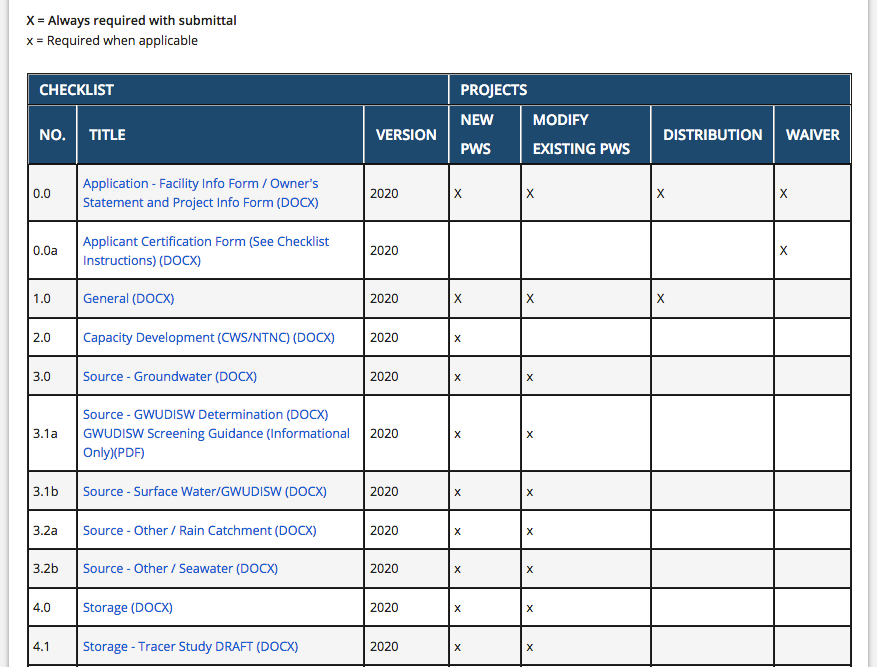 X = Always required with submittal
x = Required when applicable
CHECKLIST PROJECTS
NO. TITLE VERSION NEW PWS MODIFY EXISTING PWS DISTRIBUTION WAIVER
0.0 Application - Facility Info Form / Owner's Statement and Project Info Form (DOCX) 2020 X X X X
0.0a Applicant Certification Form (See Checklist Instructions) (DOCX) 2020 X
1.0 General (DOCX) 2020 X X X
2.0 Capacity Development (CWS/NTNC) (DOCX) 2020 x
3.0 Source - Groundwater (DOCX) 2020 x x
3.1a Source - GWUDISW Determination (DOCX) GWUDISW Screening Guidance (Informational Only)(PDF) 2020 x x
3.1b Source - Surface Water/GWUDISW (DOCX) 2020 x x
3.2a Source - Other / Rain Catchment (DOCX) 2020 x x
3.2b Source - Other / Seawater (DOCX) 2020 x x
4.0 Storage (DOCX) 2020 x x
4.1 Storage - Tracer Study DRAFT (DOCX) 2020 x x